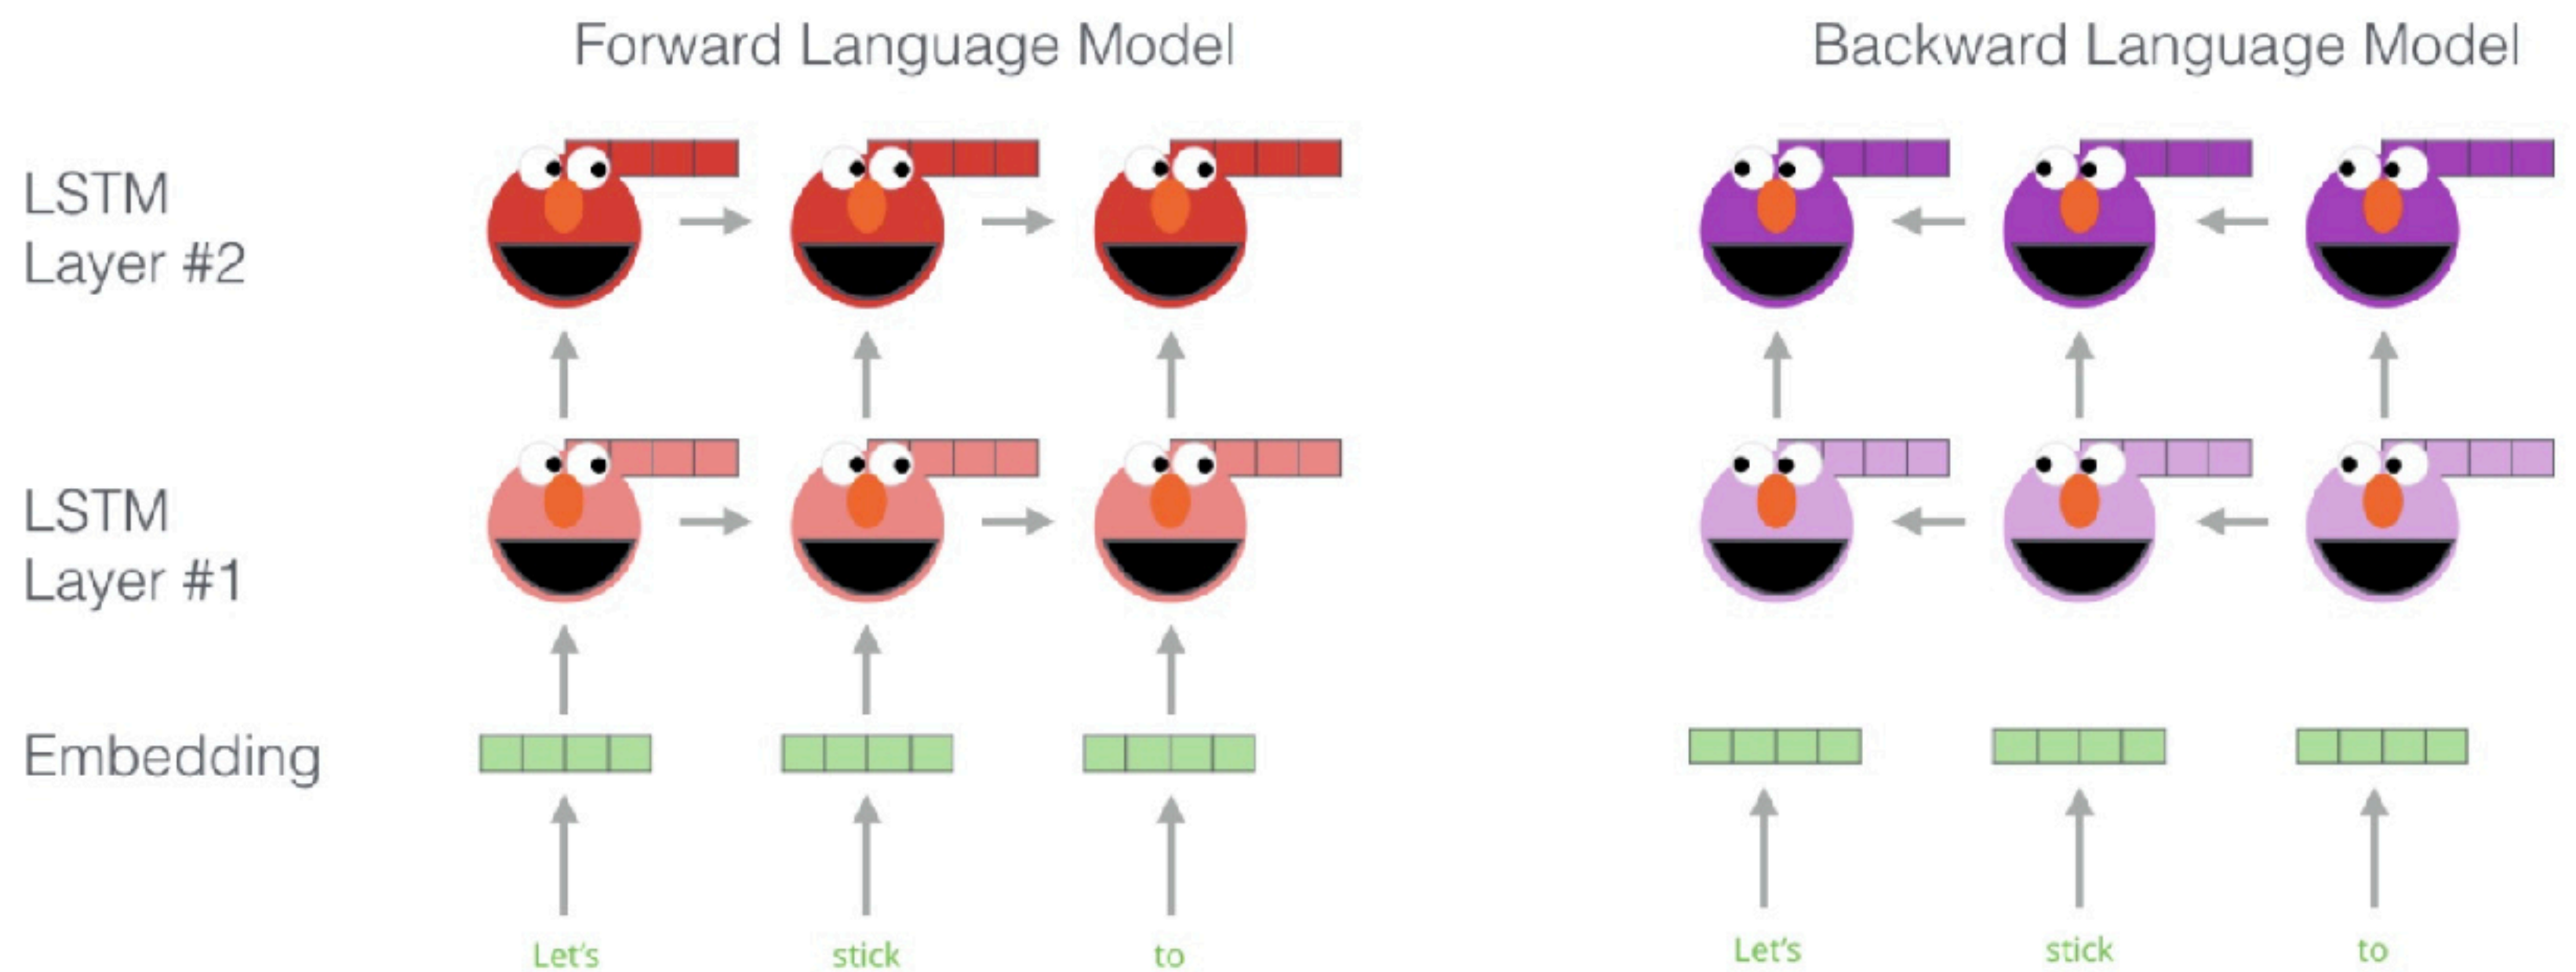 Forward Language Model
Backward Language Model
LSTM
Layer #2
LSTM
Layer #1
Embedding
Let's stick to
Let's stick to